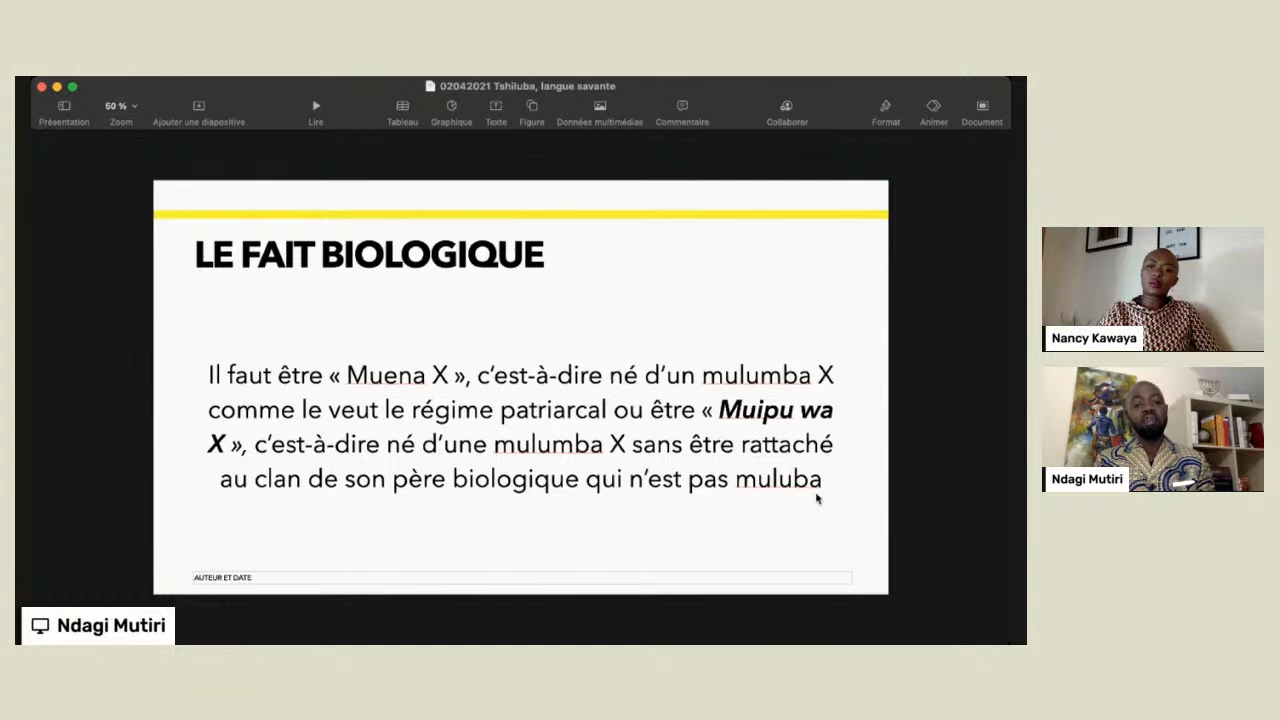 02042021 Tshiluba, langue savante
50 %
Présentation Zoom Ajouter une diapositive Lire Tableau Graphique Texte Figure Données multimédias Commentaire Collaborer Format Animer Document
LE FAIT BIOLOGIQUE
Il faut être « Muena X », c’est-à-dire né d’un mulumba X
comme le veut le régime patriarcal ou être « Muipu wa
X », c’est-à-dire né d’une mulumba X sans être rattaché
au clan de son père biologique qui n’est pas muluba
AUTEUR ET DATE
Ndagi Mutiri
Nancy Kawaya
Ndagi Mutiri